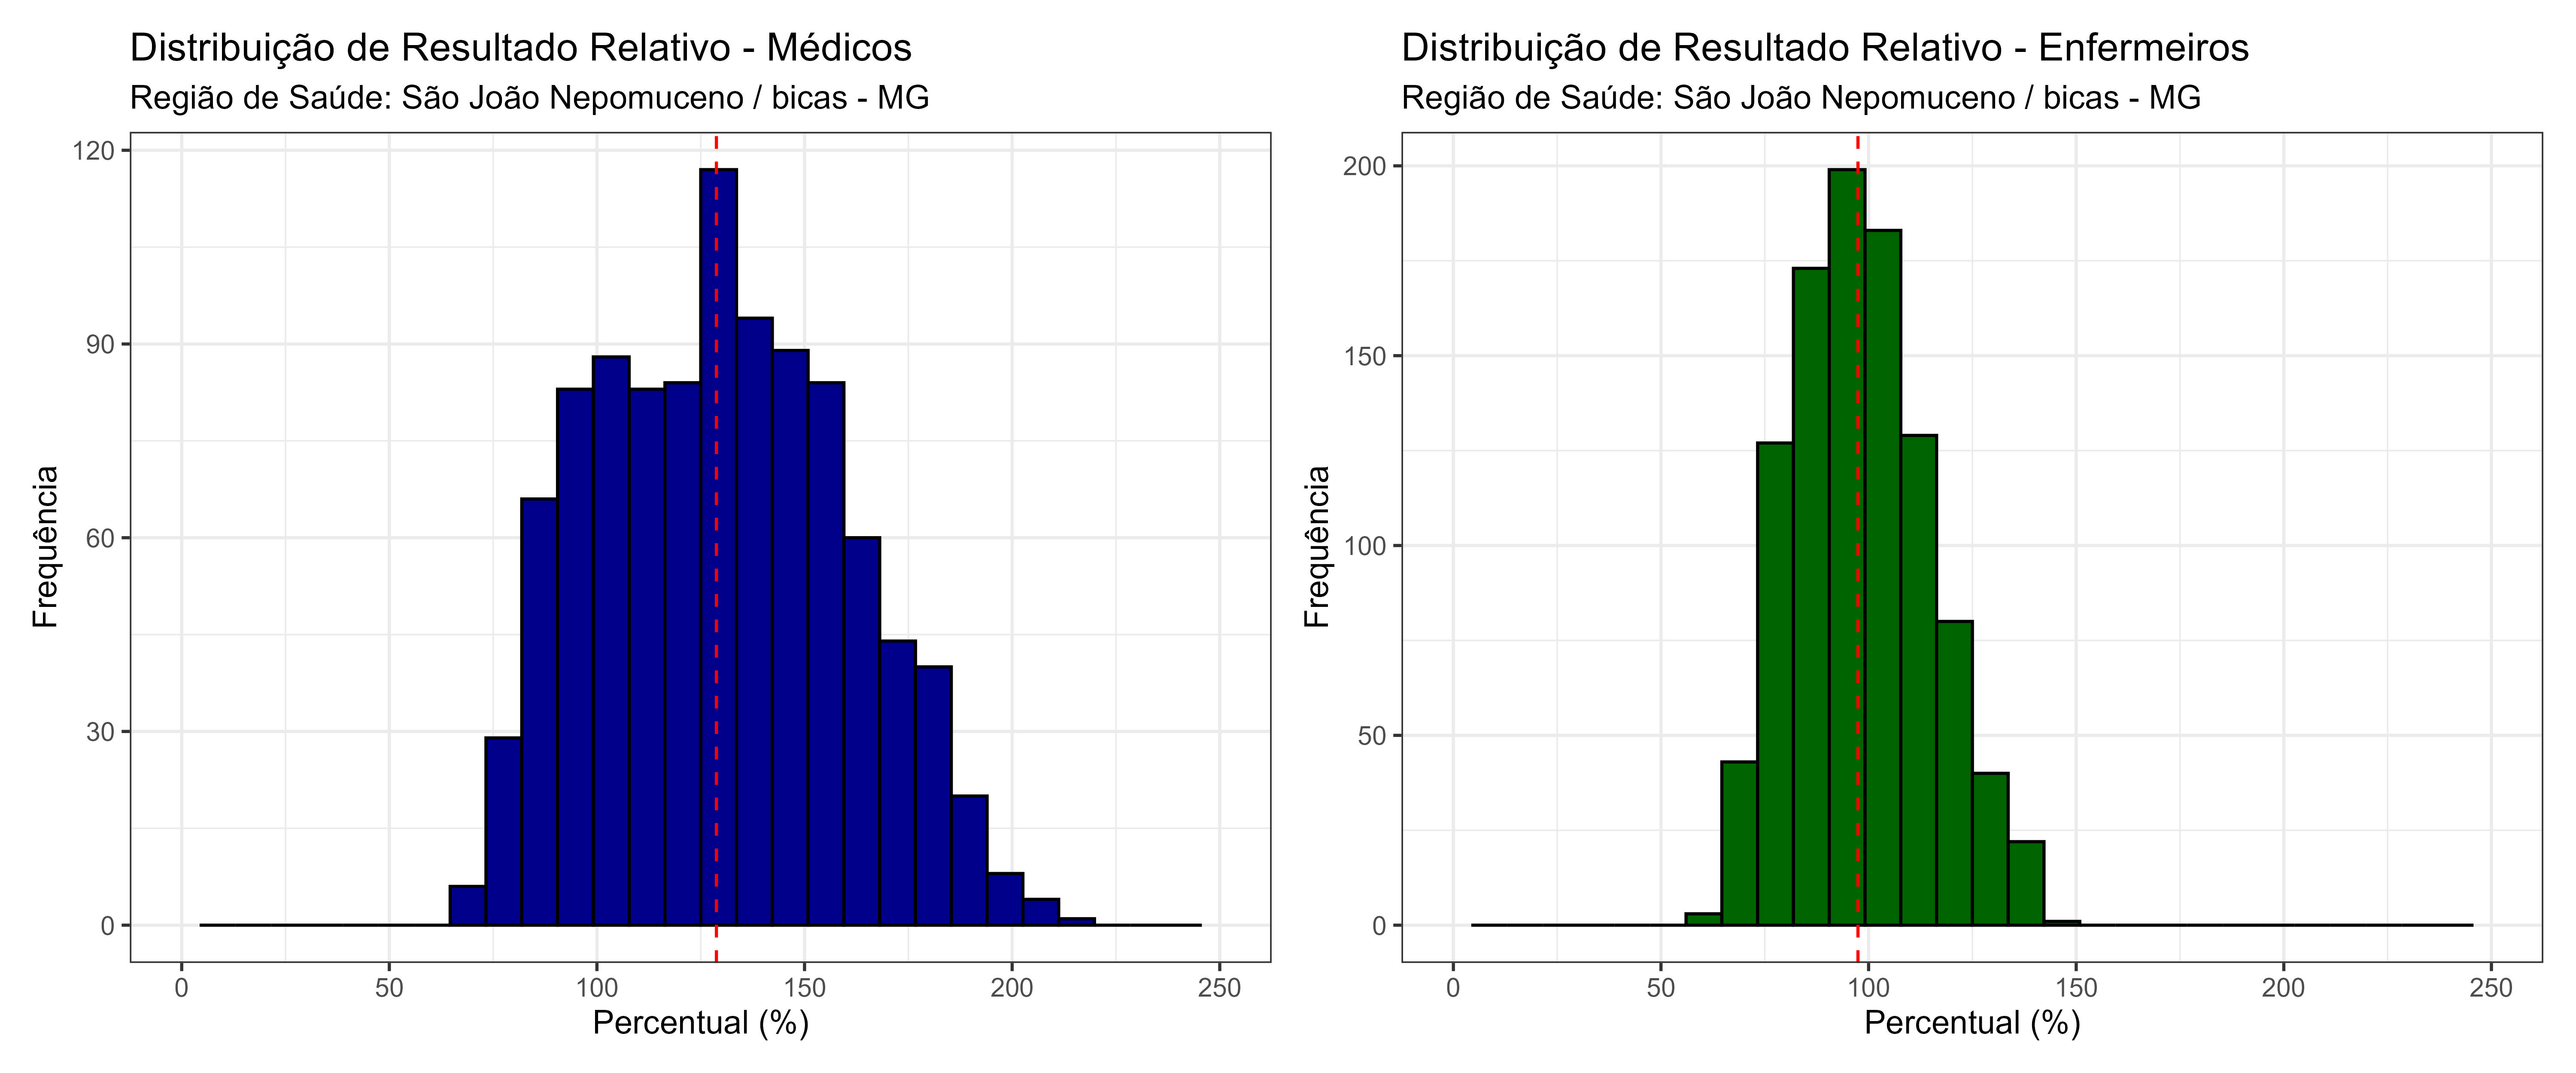 Distribuição de Resultado Relativo - Médicos
Região de Saúde: São João Nepomuceno / bicas - MG
120
90
60
30
0
Frequência
0 50 100 150 200 250
Percentual (%)
Distribuição de Resultado Relativo - Enfermeiros
Região de Saúde: São João Nepomuceno / bicas - MG
200
150
100
50
0
Frequência
0 50 100 150 200 250
Percentual (%)